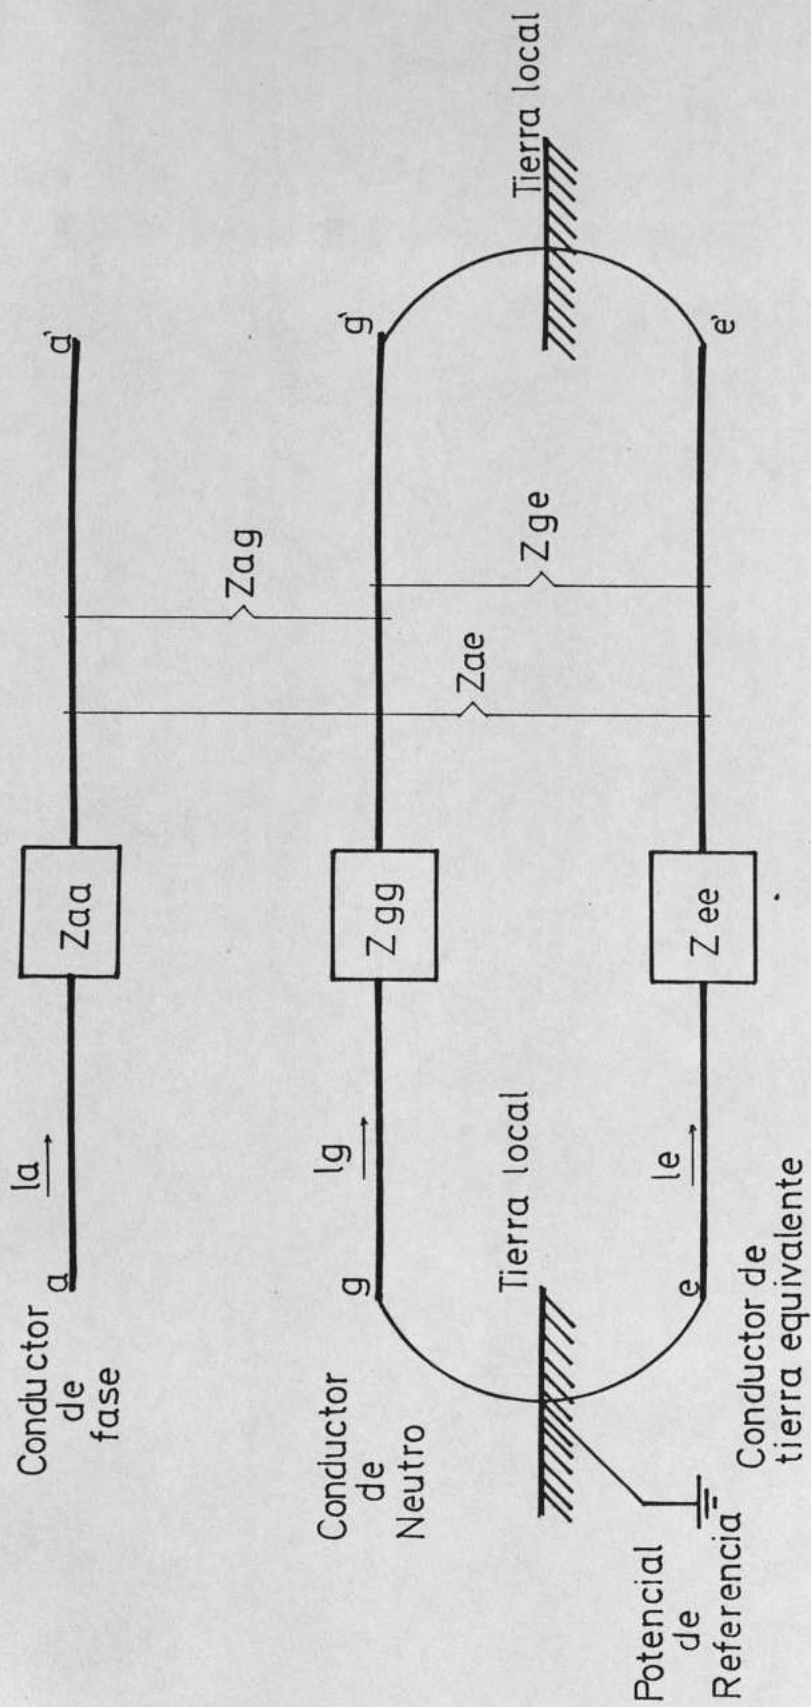 Conductor
de
fase
a
Ia
Zaa
a'
Zag
Conductor
de
Neutro
g
Ig
Zgg
g'
Zae
Zge
Tierra local
Tierra local
Potencial
de
Referencia
e
Ie
Zee
e'
Conductor de
tierra equivalente